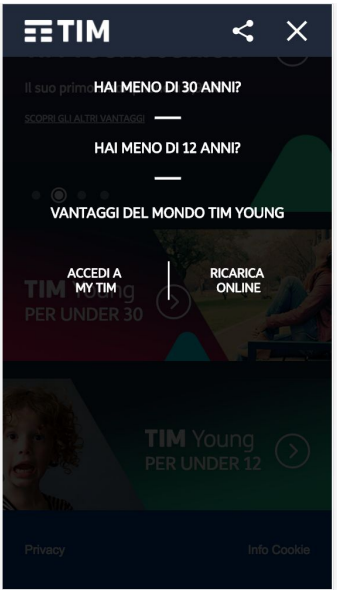 TIM
Il suo primo
HAI MENO DI 30 ANNI?
SCOPRI GLI ALTRI VANTAGGI
HAI MENO DI 12 ANNI?
VANTAGGI DEL MONDO TIM YOUNG
ACCEDI A
MY TIM
RICARICA
ONLINE
TIM Young
PER UNDER 30
TIM Young
PER UNDER 12
Privacy
Info Cookie